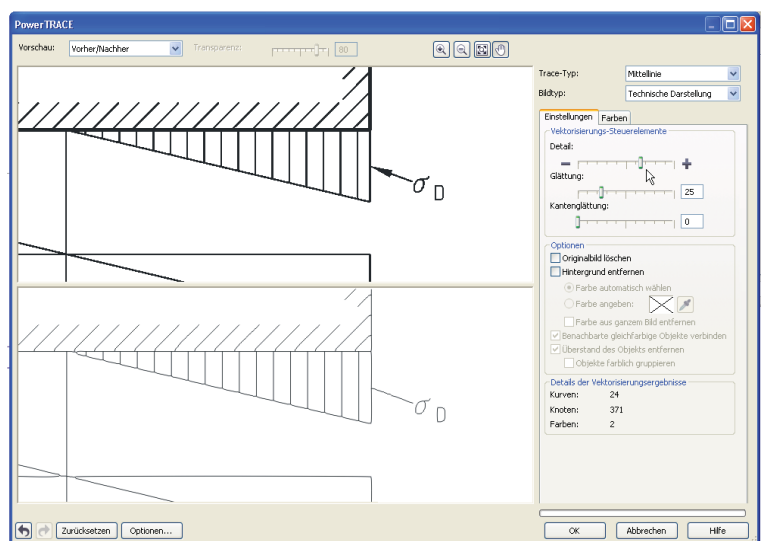 PowerTRACE
Vorschau: Vorher/Nachher Transparenz: 80
σ D
σ D
Trace-Typ: Mittellinie
Bildtyp: Technische Darstellung
Einstellungen Farben
Vektorisierungs-Steuerelemente
Detail:
Glättung:
25
Kantenglättung:
0
Optionen
Originalbild löschen
Hintergrund entfernen
Farbe automatisch wählen
Farbe angeben:
Farbe aus ganzem Bild entfernen
Benachbarte gleichfarbige Objekte verbinden
Überstand des Objekts entfernen
Objekte farblich gruppieren
Details der Vektorisierungsergebnisse
Kurven: 24
Knoten: 371
Farben: 2
Zurücksetzen Optionen... OK Abbrechen Hilfe